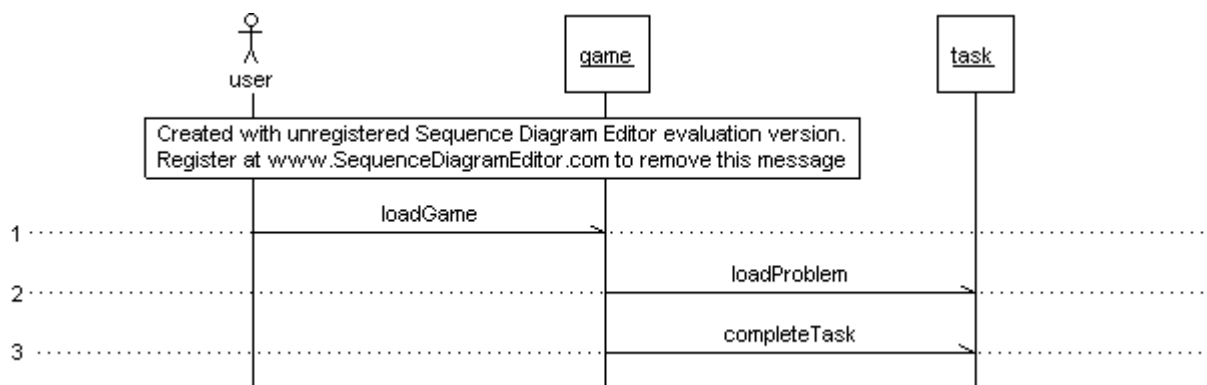 user
game
task
Created with unregistered Sequence Diagram Editor evaluation version.
Register at www.SequenceDiagramEditor.com to remove this message
loadGame
1
loadProblem
2
completeTask
3